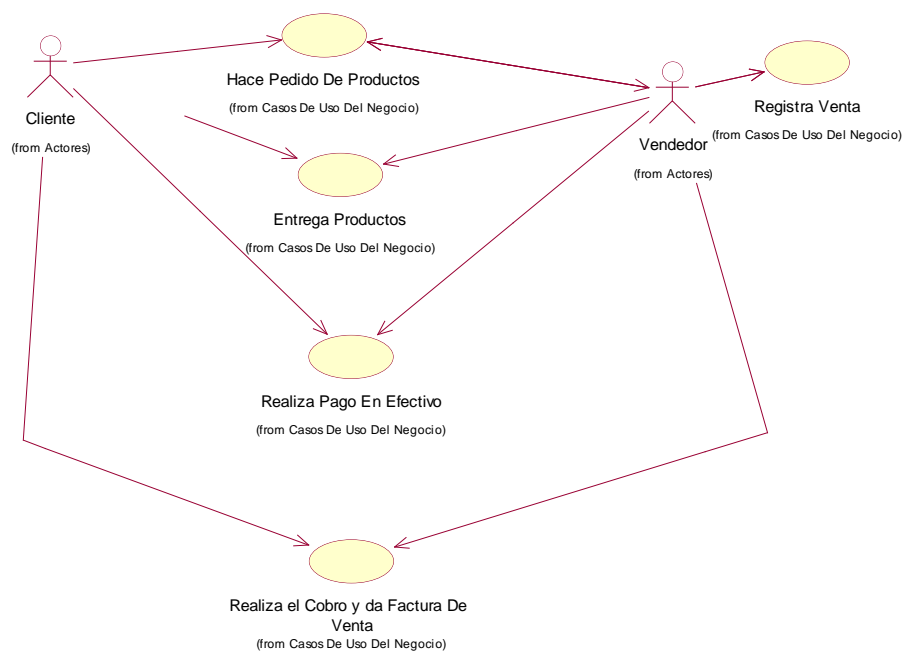 Hace Pedido De Productos
(from Casos De Uso Del Negocio)
Cliente
(from Actores)
Registra Venta
(from Casos De Uso Del Negocio)
Vendedor
(from Actores)
Entrega Productos
(from Casos De Uso Del Negocio)
Realiza Pago En Efectivo
(from Casos De Uso Del Negocio)
Realiza el Cobro y da Factura De
Venta
(from Casos De Uso Del Negocio)